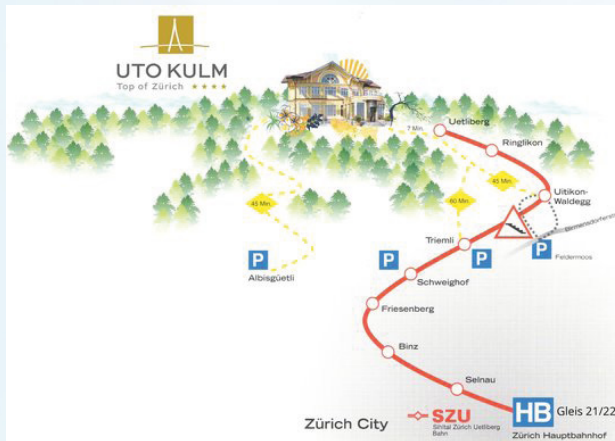 UTO KULM
Top of Zürich ★★★★
7 Min.
Uetliberg
Ringlikon
45 Min.
Uitikon-
Waldegg
45 Min.
60 Min.
Triemli
P
P
P
P
Feldermoos
Albisgüetli
Schweighof
Friesenberg
Binz
Selnau
HB Gleis 21/22
Zürich City
SZU
Sihltal Zürich Uetliberg
Bahn
Zürich Hauptbahnhof